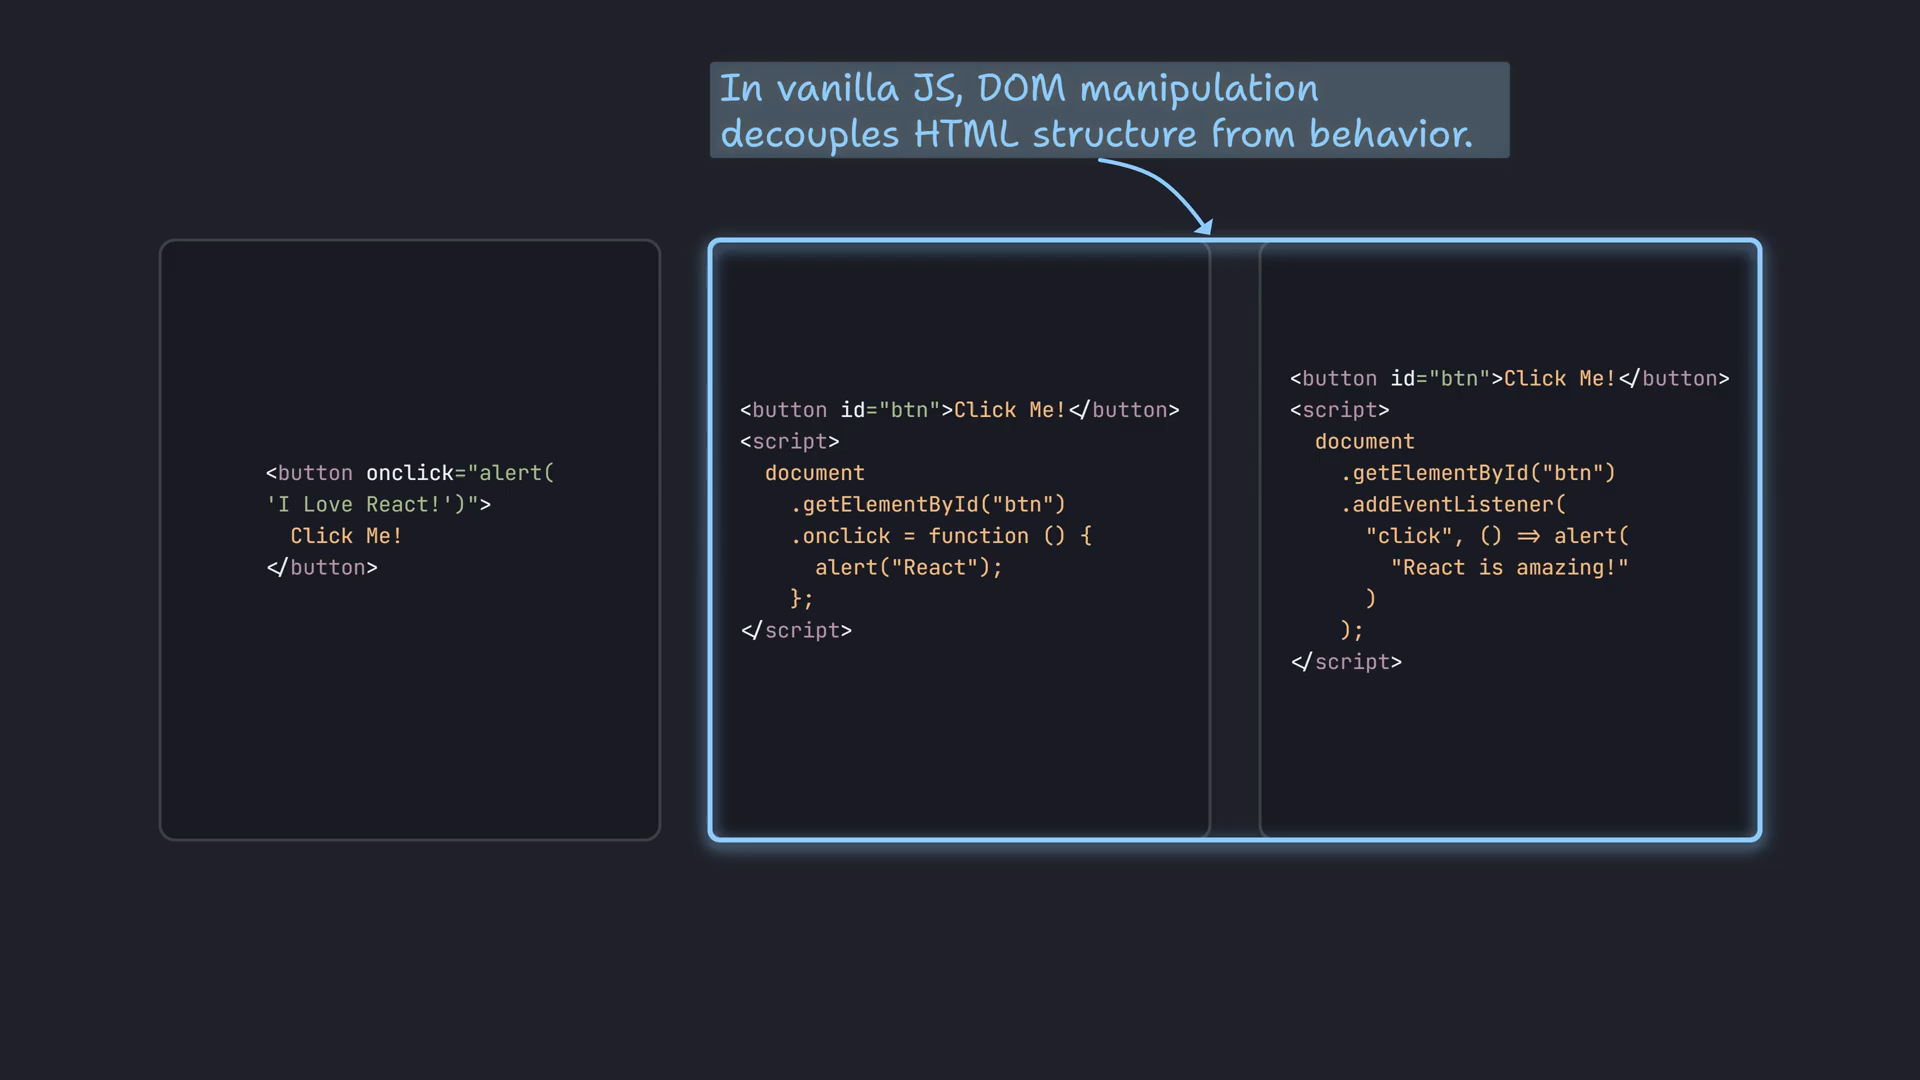 In vanilla JS, DOM manipulation
decouples HTML structure from behavior.
<button onclick="alert(
'I Love React!')">
  Click Me!
</button>
<button id="btn">Click Me!</button>
<script>
  document
    .getElementById("btn")
    .onclick = function () {
      alert("React");
    };
</script>
<button id="btn">Click Me!</button>
<script>
  document
    .getElementById("btn")
    .addEventListener(
      "click", () => alert(
        "React is amazing!"
      )
    );
</script>